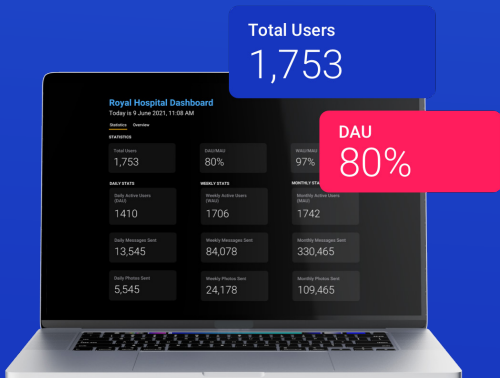 Total Users
1,753
DAU
80%
Royal Hospital Dashboard
Today is 9 June 2021, 11:08 AM
Statistics Overview
STATISTICS
Total Users DAU/MAU WAU/MAU
1,753 80% 97%
DAILY STATS WEEKLY STATS MONTHLY STA
Daily Active Users Weekly Active Users Monthly Active Users
(DAU) (WAU) (MAU)
1410 1706 1742
Daily Messages Sent Weekly Messages Sent Monthly Messages Sent
13,545 84,078 330,465
Daily Photos Sent Weekly Photos Sent Monthly Photos Sent
5,545 24,178 109,465